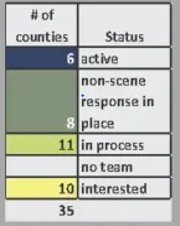 # of
counties Status
6 active
non-scene
response in
8 place
11 in process
no team
10 interested
35